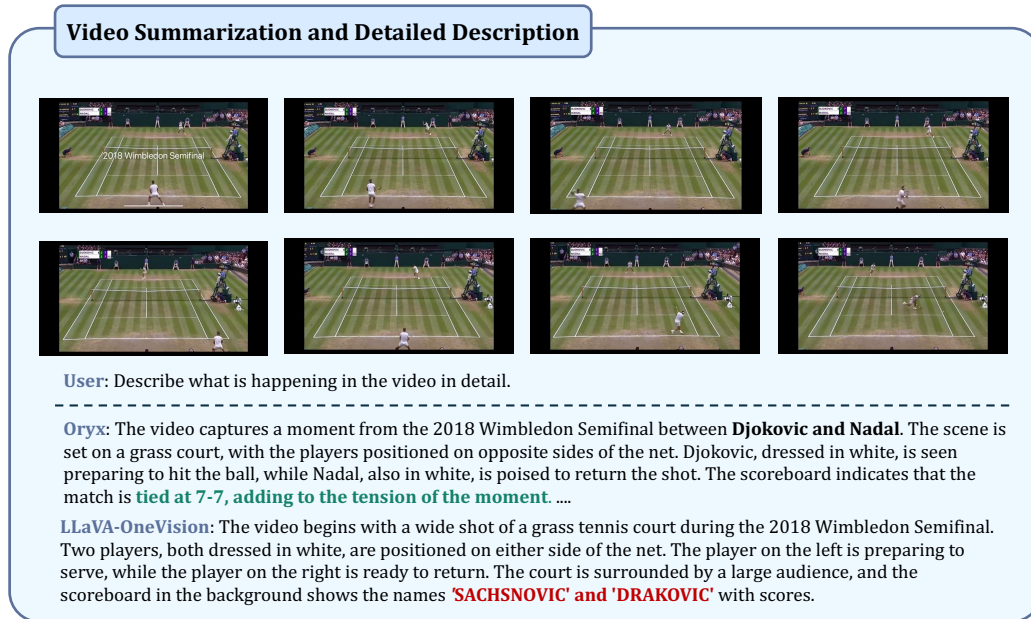 Video Summarization and Detailed Description
2018 Wimbledon Semifinal
User: Describe what is happening in the video in detail.
Oryx: The video captures a moment from the 2018 Wimbledon Semifinal between Djokovic and Nadal. The scene is
set on a grass court, with the players positioned on opposite sides of the net. Djokovic, dressed in white, is seen
preparing to hit the ball, while Nadal, also in white, is poised to return the shot. The scoreboard indicates that the
match is tied at 7-7, adding to the tension of the moment. ....
LLaVA-OneVision: The video begins with a wide shot of a grass tennis court during the 2018 Wimbledon Semifinal.
Two players, both dressed in white, are positioned on either side of the net. The player on the left is preparing to
serve, while the player on the right is ready to return. The court is surrounded by a large audience, and the
scoreboard in the background shows the names 'SACHSNOVIC' and 'DRAKOVIC' with scores.